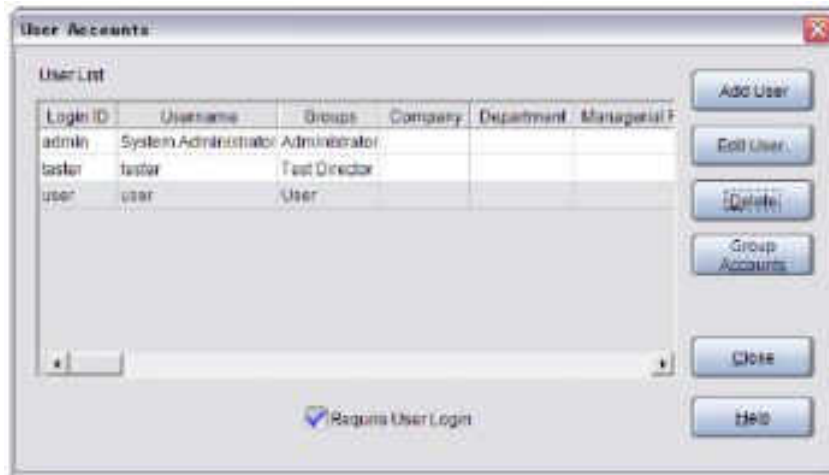 User Accounts
User List
Login ID Username Groups Company Department Managerial F
admin System Administrator Administrator
tester tester Test Director
user user User
Add User
Edit User
Delete
Group
Accounts
Close
Help
Require User Login